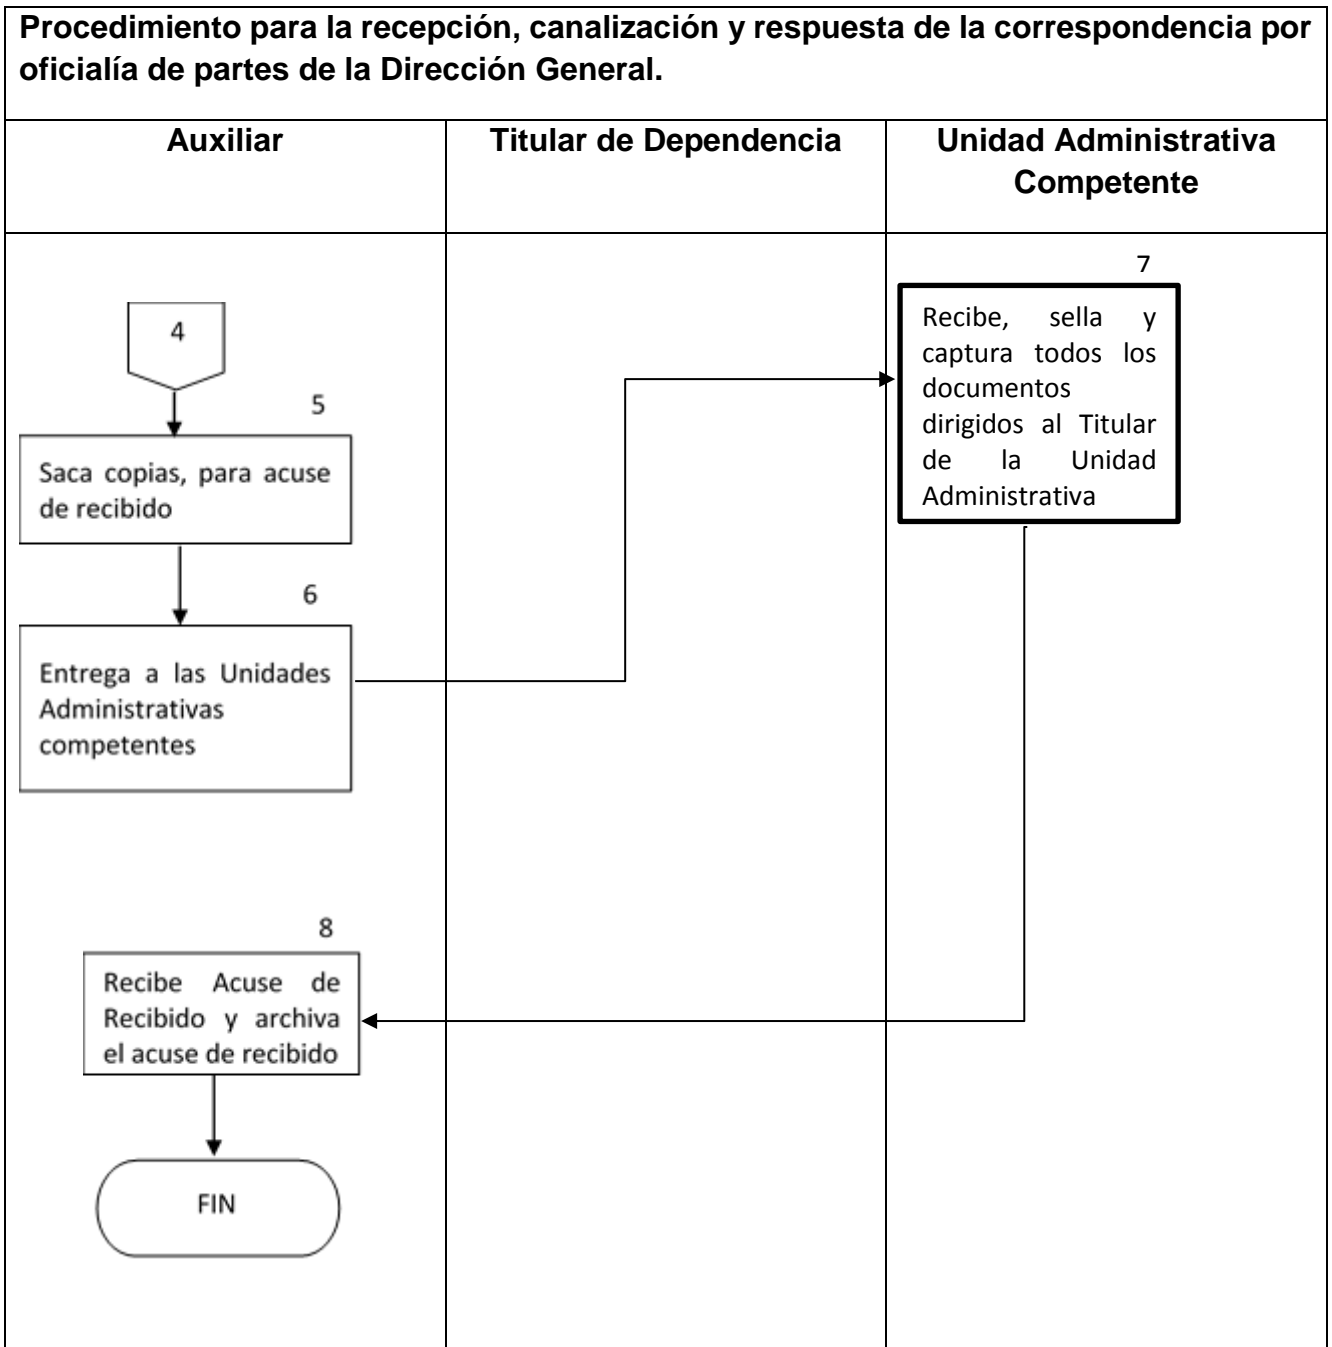 Procedimiento para la recepción, canalización y respuesta de la correspondencia por
oficialía de partes de la Dirección General.
Auxiliar
Titular de Dependencia
Unidad Administrativa
Competente
4
5
Saca copias, para acuse
de recibido
6
Entrega a las Unidades
Administrativas
competentes
7
Recibe, sella y
captura todos los
documentos
dirigidos al Titular
de la Unidad
Administrativa
8
Recibe Acuse de
Recibido y archiva
el acuse de recibido
FIN